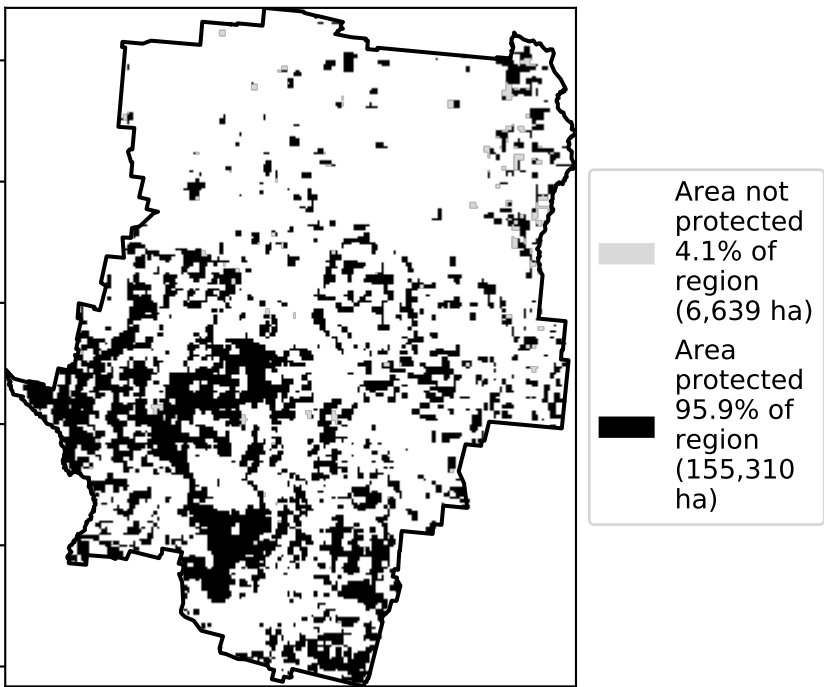 Area not
protected
4.1% of
region
(6,639 ha)
Area
protected
95.9% of
region
(155,310
ha)